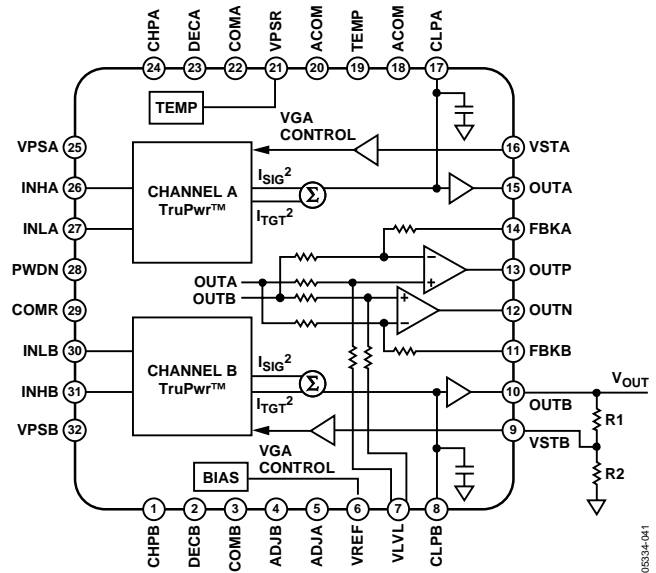 CHPA
DECA
COMA
VPSR
ACOM
TEMP
ACOM
CLPA
24
23
22
21
20
19
18
17
TEMP
VGA
CONTROL
VPSA 25
16 VSTA
INHA 26
CHANNEL A
TruPwr™
ISIG2
Σ
ITGT2
15 OUTA
INLA 27
14 FBKA
PWDN 28
OUTA
OUTB
−
+
13 OUTP
COMR 29
+
−
12 OUTN
INLB 30
11 FBKB
CHANNEL B
TruPwr™
ISIG2
Σ
ITGT2
INHB 31
10 OUTB
VOUT
R1
VPSB 32
9 VSTB
R2
VGA
CONTROL
BIAS
1
2
3
4
5
6
7
8
CHPB
DECB
COMB
ADJB
ADJA
VREF
VLVL
CLPB
05334-041